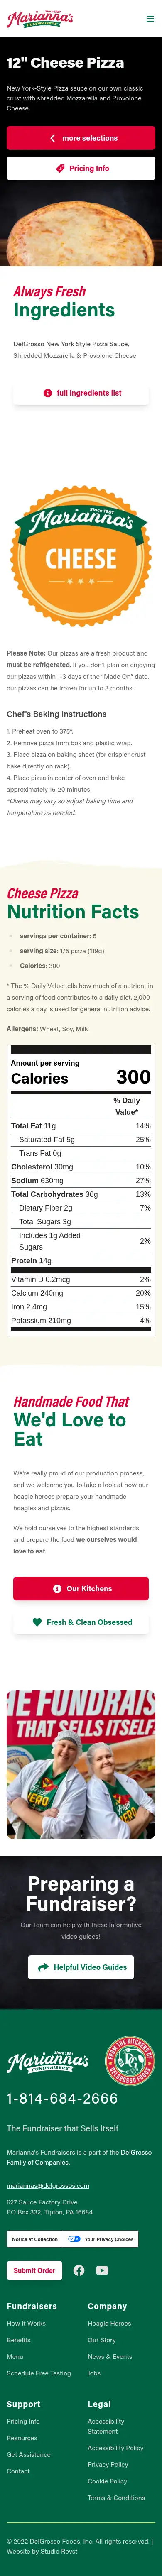 SINCE 1981
Marianna's
12" Cheese Pizza
New York-Style Pizza sauce on our own classic
crust with shredded Mozzarella and Provolone
Cheese.
more selections
Pricing Info
Always Fresh
Ingredients
DelGrosso New York Style Pizza Sauce,
Shredded Mozzarella & Provolone Cheese
full ingredients list
Since 1981
Marianna's
CHEESE
Please Note: Our pizzas are a fresh product and
must be refrigerated. If you don't plan on enjoying
your pizzas within 1-3 days of the "Made On" date,
our pizzas can be frozen for up to 3 months.
Chef's Baking Instructions
1. Preheat oven to 375°.
2. Remove pizza from box and plastic wrap.
3. Place pizza on baking sheet (for crispier crust
bake directly on rack).
4. Place pizza in center of oven and bake
approximately 15-20 minutes.
*Ovens may vary so adjust baking time and
temperature as needed.
Cheese Pizza
Nutrition Facts
servings per container: 5
serving size: 1/5 pizza (119g)
Calories: 300
* The % Daily Value tells how much of a nutrient in
a serving of food contributes to a daily diet. 2,000
calories a day is used for general nutrition advice.
Allergens: Wheat, Soy, Milk
Amount per serving
Calories 300
% Daily
Value*
Total Fat 11g 14%
Saturated Fat 5g 25%
Trans Fat 0g
Cholesterol 30mg 10%
Sodium 630mg 27%
Total Carbohydrates 36g 13%
Dietary Fiber 2g 7%
Total Sugars 3g
Includes 1g Added
Sugars 2%
Protein 14g
Vitamin D 0.2mcg 2%
Calcium 240mg 20%
Iron 2.4mg 15%
Potassium 210mg 4%
Handmade Food That
We'd Love to
Eat
We're really proud of our production process,
and we welcome you to take a look at how our
hoagie heroes prepare your handmade
hoagies and pizzas.
We hold ourselves to the highest standards
and prepare the food we ourselves would
love to eat.
Our Kitchens
Fresh & Clean Obsessed
HE FUNDRAISE
THAT SELLS ITSELF
HERO
Preparing a
Fundraiser?
Our Team can help with these informative
video guides!
Helpful Video Guides
SINCE 1981
Marianna's
1-814-684-2666
The Fundraiser that Sells Itself
Marianna's Fundraisers is a part of the DelGrosso
Family of Companies.
mariannas@delgrossos.com
627 Sauce Factory Drive
PO Box 332, Tipton, PA 16684
Notice at Collection
Your Privacy Choices
Submit Order
Fundraisers
How it Works
Benefits
Menu
Schedule Free Tasting
Company
Hoagie Heroes
Our Story
News & Events
Jobs
Support
Pricing Info
Resources
Get Assistance
Contact
Legal
Accessibility
Statement
Accessibility Policy
Privacy Policy
Cookie Policy
Terms & Conditions
© 2022 DelGrosso Foods, Inc. All rights reserved. |
Website by Studio Rovst